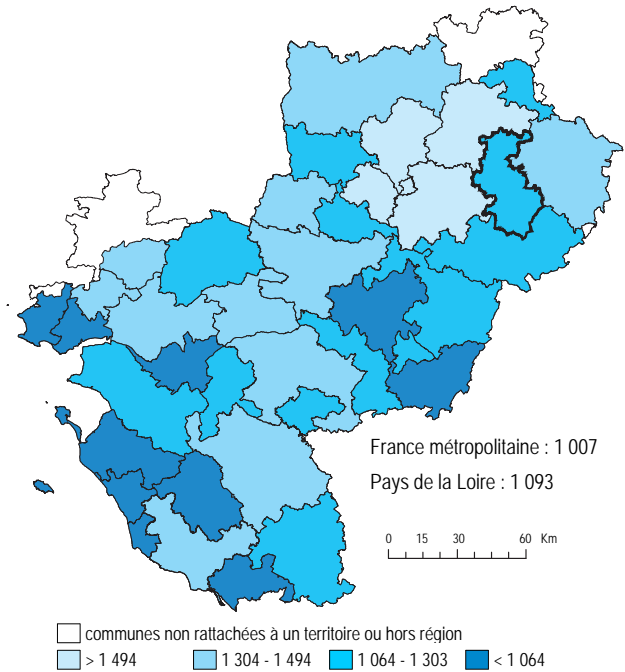 France métropolitaine : 1 007
Pays de la Loire : 1 093
0 15 30 60 Km
communes non rattachées à un territoire ou hors région
> 1 494 1 304 - 1 494 1 064 - 1 303 < 1 064